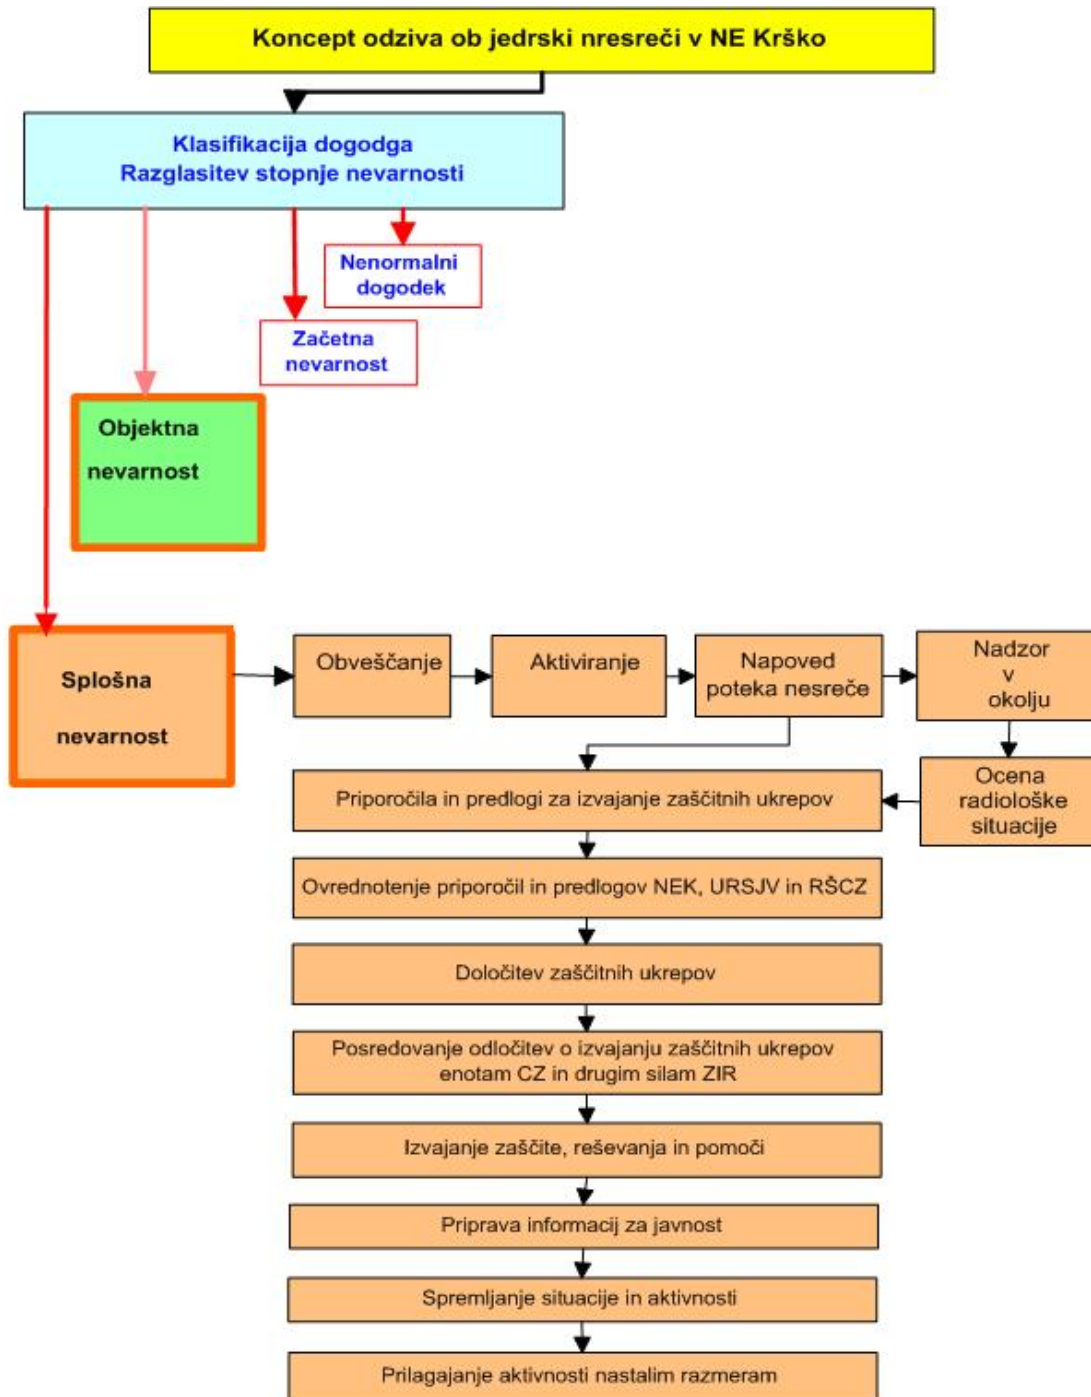 Koncept odziva ob jedrski nresreči v NE Krško
Klasifikacija dogodga
Razglasitev stopnje nevarnosti
Nenormalni
dogodek
Začetna
nevarnost
Objektna
nevarnost
Splošna
nevarnost
Obveščanje
Aktiviranje
Napoved
poteka nesreče
Nadzor
v
okolju
Ocena
radiološke
situacije
Priporočila in predlogi za izvajanje zaščitnih ukrepov
Ovrednotenje priporočil in predlogov NEK, URSJV in RŠCZ
Določitev zaščitnih ukrepov
Posredovanje odločitev o izvajanju zaščitnih ukrepov
enotam CZ in drugim silam ZIR
Izvajanje zaščite, reševanja in pomoči
Priprava informacij za javnost
Spremljanje situacije in aktivnosti
Prilagajanje aktivnosti nastalim razmeram